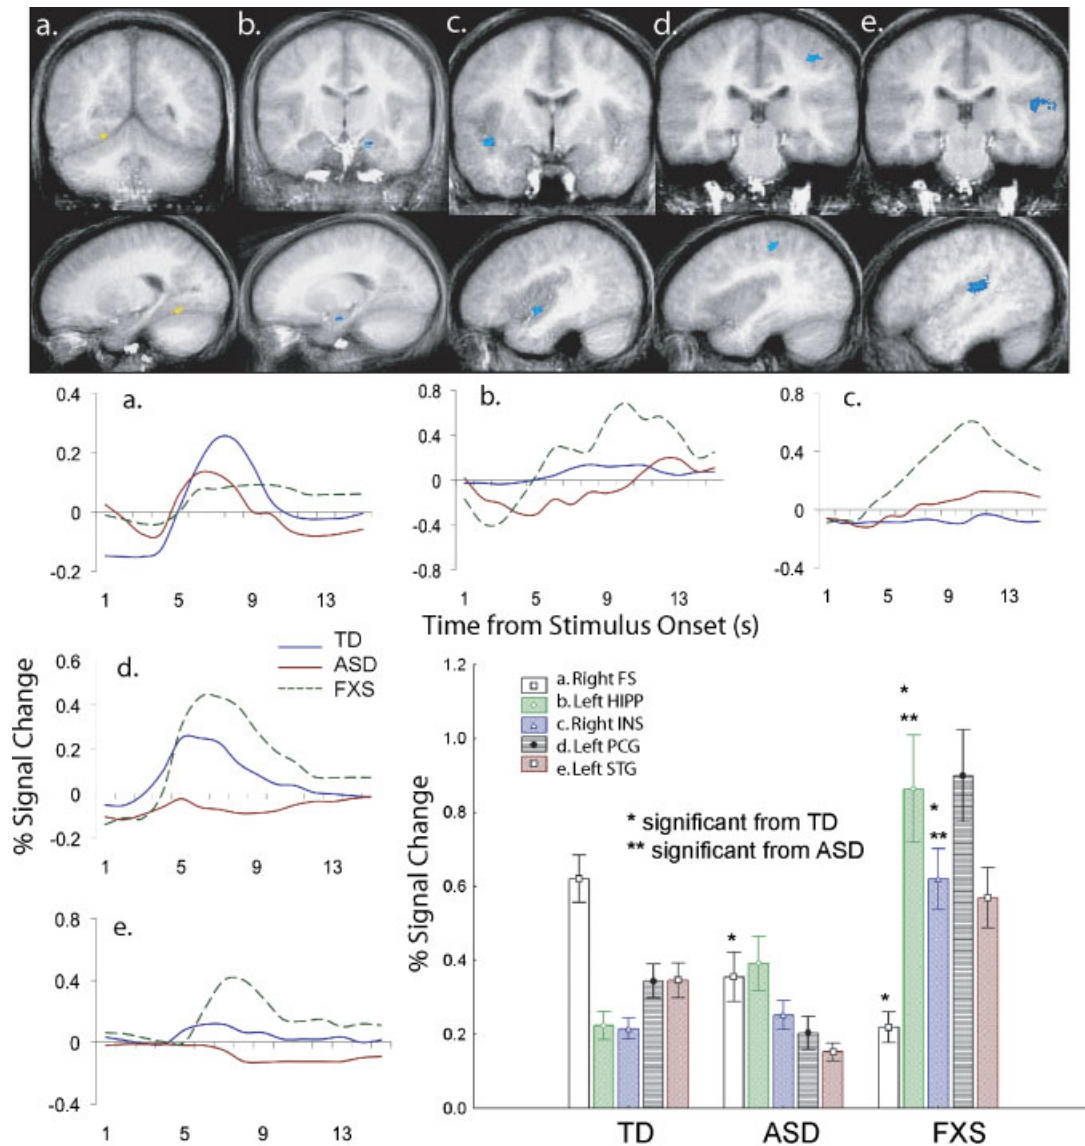 a. b. c. d. e.
a.
0.4
0.2
0
-0.2
1 5 9 13
b.
0.8
0.4
0
-0.4
-0.8
1 5 9 13
c.
0.8
0.4
0
-0.4
1 5 9 13
Time from Stimulus Onset (s)
TD
ASD
FXS
% Signal Change
d.
0.6
0.4
0.2
0
-0.2
1 5 9 13
e.
0.8
0.4
0
-0.4
1 5 9 13
% Signal Change
1.2
1.0
0.8
0.6
0.4
0.2
0.0
a. Right FS
b. Left HIPP
c. Right INS
d. Left PCG
e. Left STG
* significant from TD
** significant from ASD
*
*
**
*
**
*
TD ASD FXS